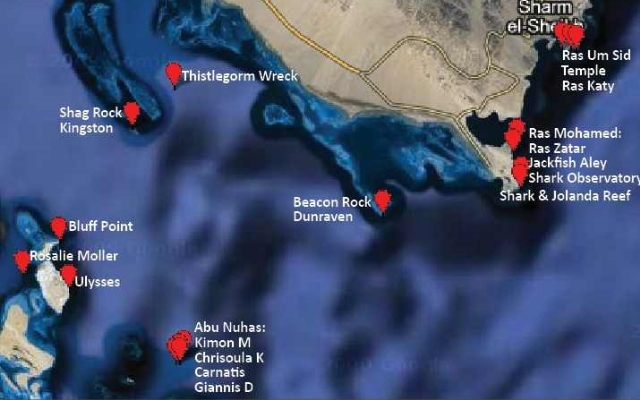 Sharm
el-Sheikh
Ras Um Sid
Temple
Ras Katy
Thistlegorm Wreck
Shag Rock
Kingston
Ras Mohamed:
Ras Zatar
Jackfish Aley
Shark Observatory
Shark & Jolanda Reef
Beacon Rock
Dunraven
Bluff Point
Rosalie Moller
Ulysses
Abu Nuhas:
Kimon M
Chrisoula K
Carnatis
Giannis D